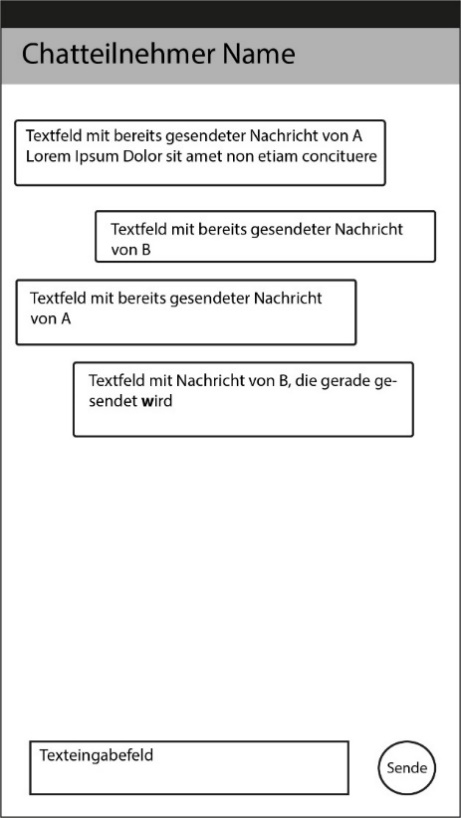 Chatteilnehmer Name
Textfeld mit bereits gesendeter Nachricht von A
Lorem Ipsum Dolor sit amet non etiam concituere
Textfeld mit bereits gesendeter Nachricht
von B
Textfeld mit bereits gesendeter Nachricht
von A
Textfeld mit Nachricht von B, die gerade ge-
sendet wird
Texteingabefeld
Sende